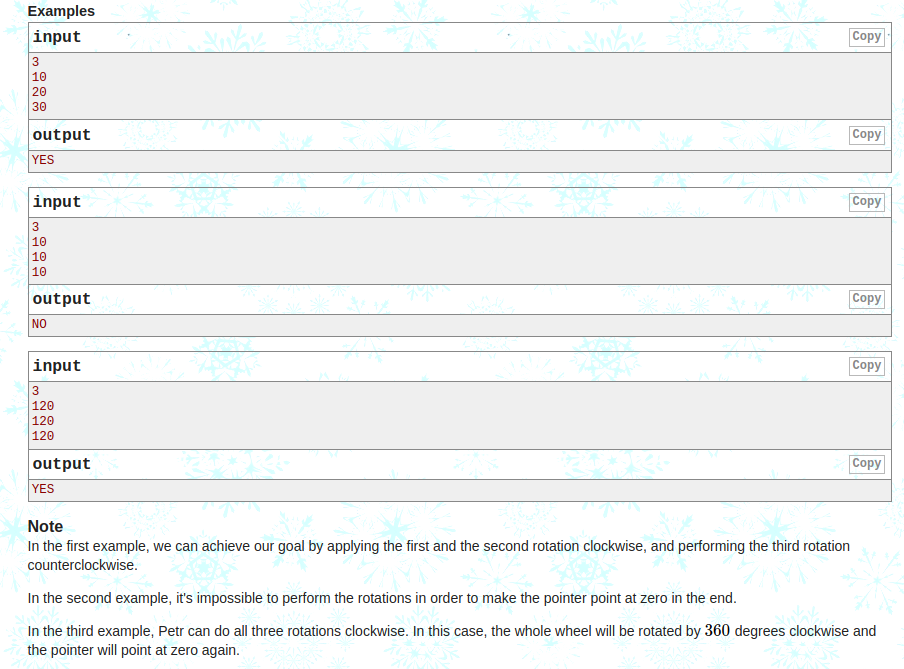 Examples
input
Copy
3
10
20
30
output
Copy
YES
input
Copy
3
10
10
10
output
Copy
NO
input
Copy
3
120
120
120
output
Copy
YES
Note
In the first example, we can achieve our goal by applying the first and the second rotation clockwise, and performing the third rotation
counterclockwise.
In the second example, it's impossible to perform the rotations in order to make the pointer point at zero in the end.
In the third example, Petr can do all three rotations clockwise. In this case, the whole wheel will be rotated by 360 degrees clockwise and
the pointer will point at zero again.